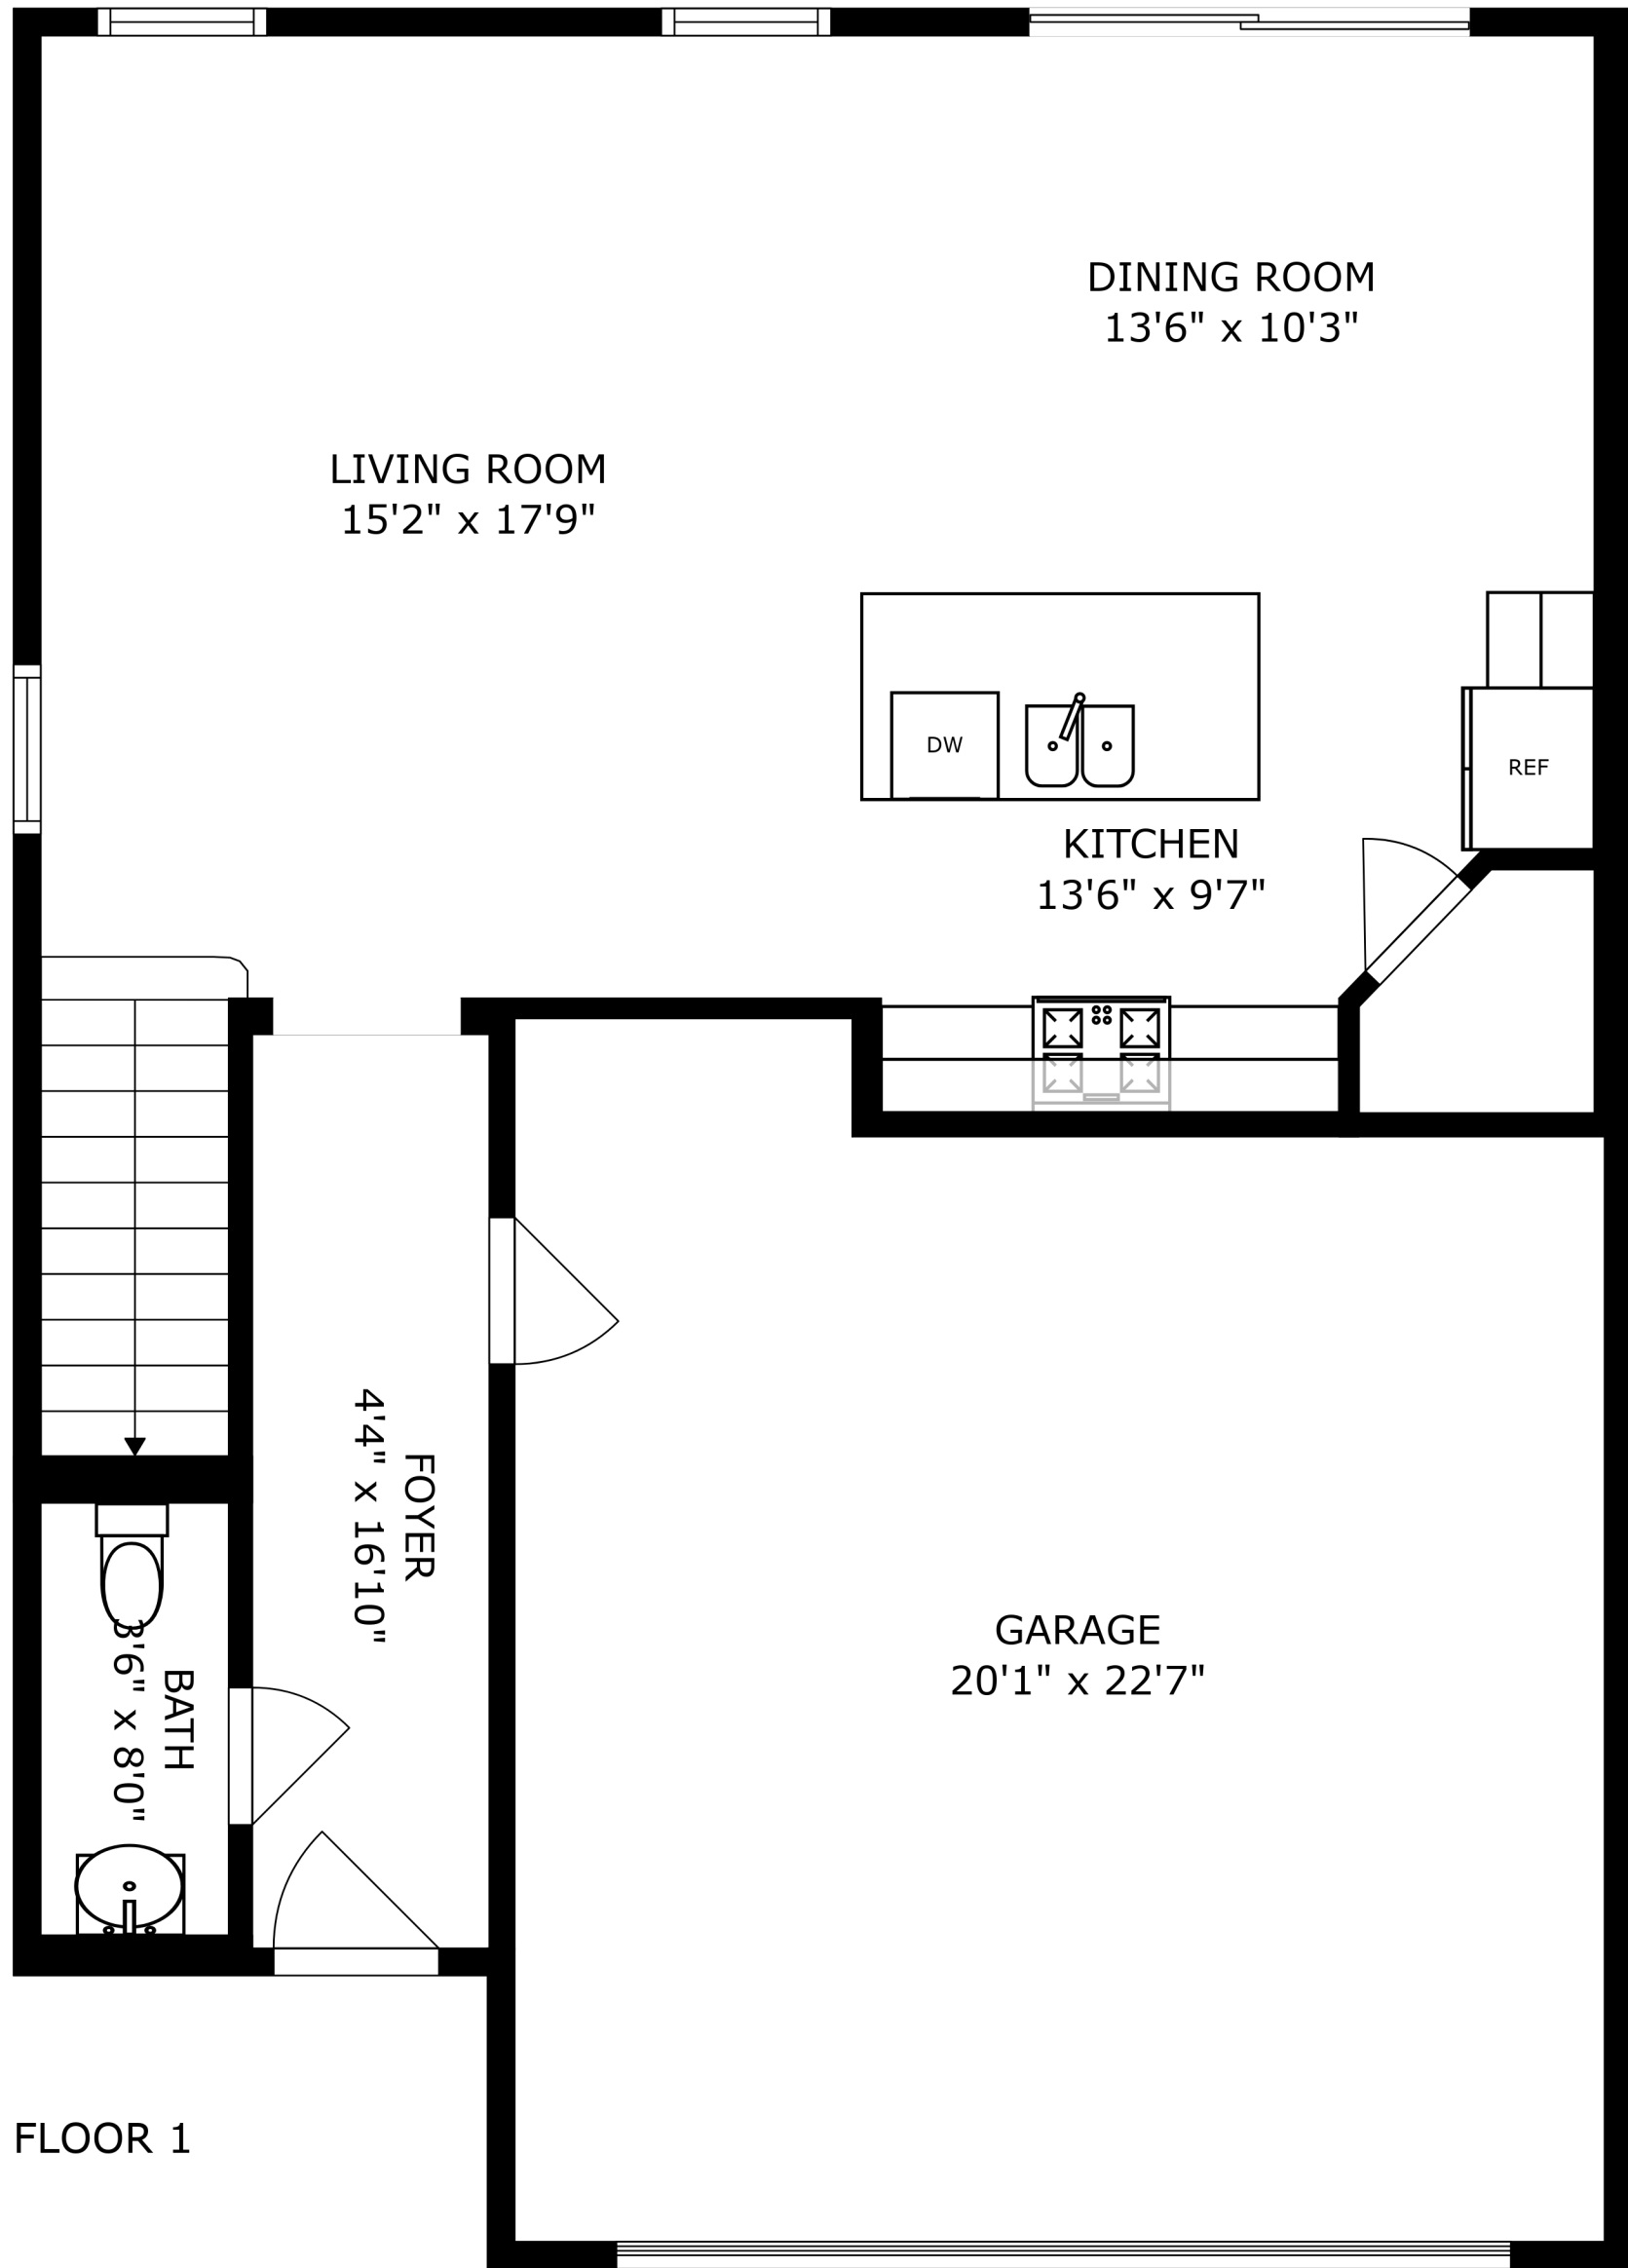 DINING ROOM
13'6" x 10'3"
LIVING ROOM
15'2" x 17'9"
DW
REF
KITCHEN
13'6" x 9'7"
FOYER
4'4" x 16'10"
BATH
3'6" x 8'0"
GARAGE
20'1" x 22'7"
FLOOR 1